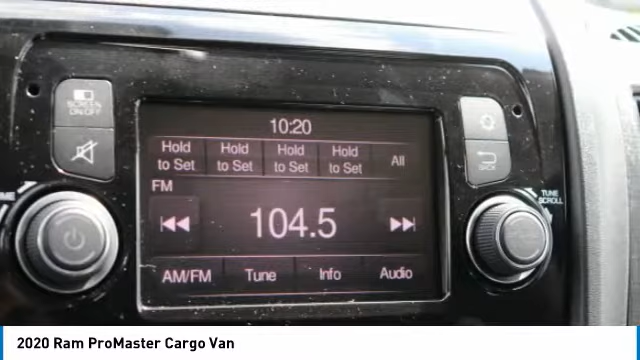 10:20
SCREEN
ON/OFF
Hold Hold Hold Hold
to Set to Set to Set to Set All
BACK
FM
TUNE
SCROLL
104.5
AM/FM Tune Info Audio
2020 Ram ProMaster Cargo Van